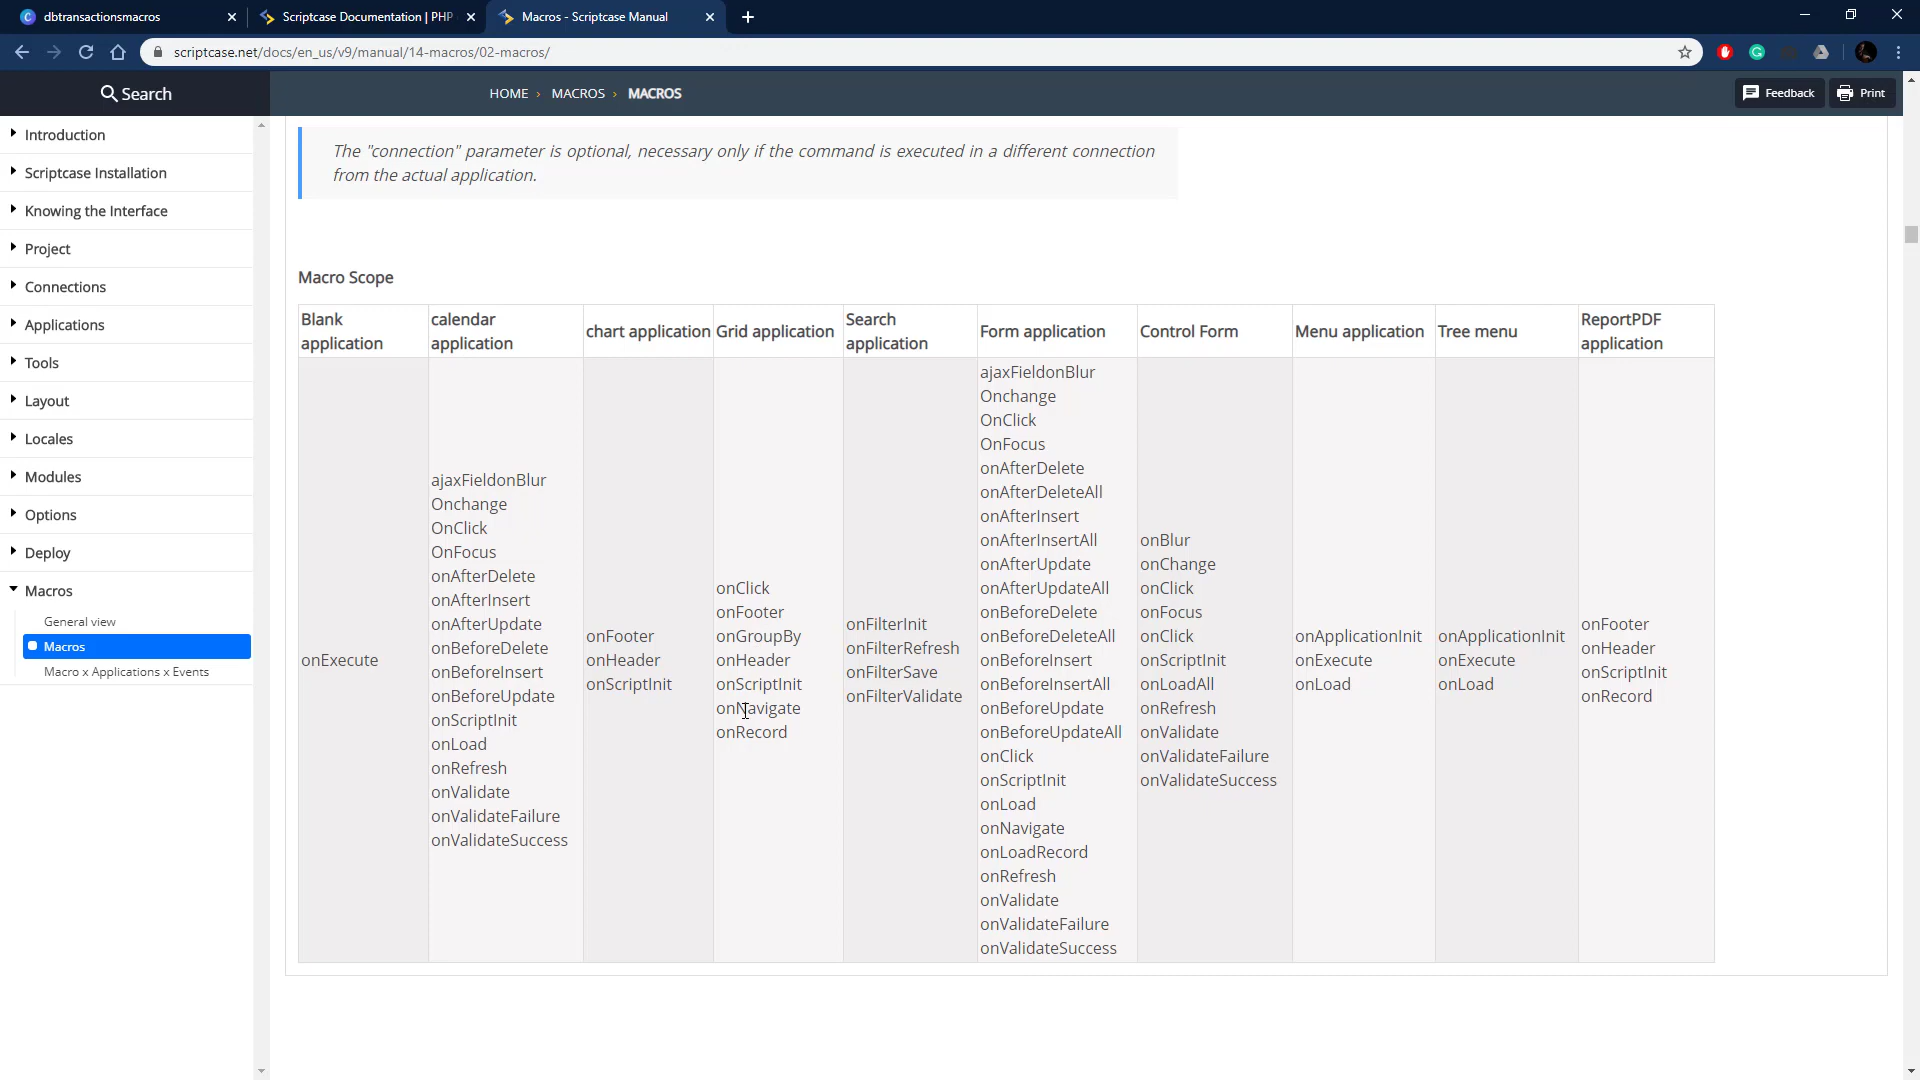 dbtransactionsmacros
Scriptcase Documentation | PHP
Macros - Scriptcase Manual
scriptcase.net/docs/en_us/v9/manual/14-macros/02-macros/
Search
HOME › MACROS › MACROS
Feedback
Print
Introduction
Scriptcase Installation
Knowing the Interface
Project
Connections
Applications
Tools
Layout
Locales
Modules
Options
Deploy
Macros
General view
Macros
Macro x Applications x Events
The "connection" parameter is optional, necessary only if the command is executed in a different connection
from the actual application.
Macro Scope
Blank
application
calendar
application
chart application
Grid application
Search
application
Form application
Control Form
Menu application
Tree menu
ReportPDF
application
onExecute
ajaxFieldonBlur
Onchange
OnClick
OnFocus
onAfterDelete
onAfterInsert
onAfterUpdate
onBeforeDelete
onBeforeInsert
onBeforeUpdate
onScriptInit
onLoad
onRefresh
onValidate
onValidateFailure
onValidateSuccess
onFooter
onHeader
onScriptInit
onClick
onFooter
onGroupBy
onHeader
onScriptInit
onNavigate
onRecord
onFilterInit
onFilterRefresh
onFilterSave
onFilterValidate
ajaxFieldonBlur
Onchange
OnClick
OnFocus
onAfterDelete
onAfterDeleteAll
onAfterInsert
onAfterInsertAll
onAfterUpdate
onAfterUpdateAll
onBeforeDelete
onBeforeDeleteAll
onBeforeInsert
onBeforeInsertAll
onBeforeUpdate
onBeforeUpdateAll
onClick
onScriptInit
onLoad
onNavigate
onLoadRecord
onRefresh
onValidate
onValidateFailure
onValidateSuccess
onBlur
onChange
onClick
onFocus
onClick
onScriptInit
onLoadAll
onRefresh
onValidate
onValidateFailure
onValidateSuccess
onApplicationInit
onExecute
onLoad
onApplicationInit
onExecute
onLoad
onFooter
onHeader
onScriptInit
onRecord